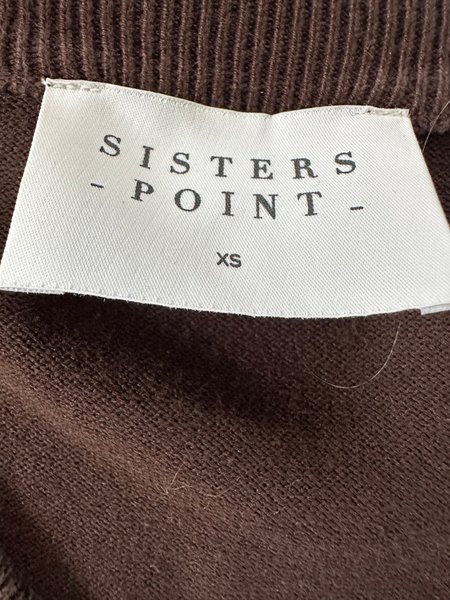 SISTERS
- POINT -
XS